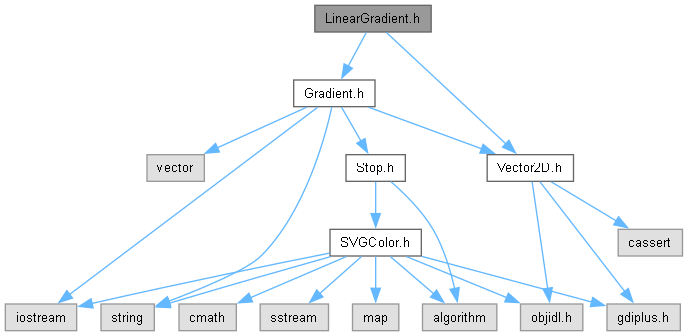 LinearGradient.h
Gradient.h
vector
Stop.h
Vector2D.h
SVGColor.h
cassert
iostream
string
cmath
sstream
map
algorithm
objidl.h
gdiplus.h